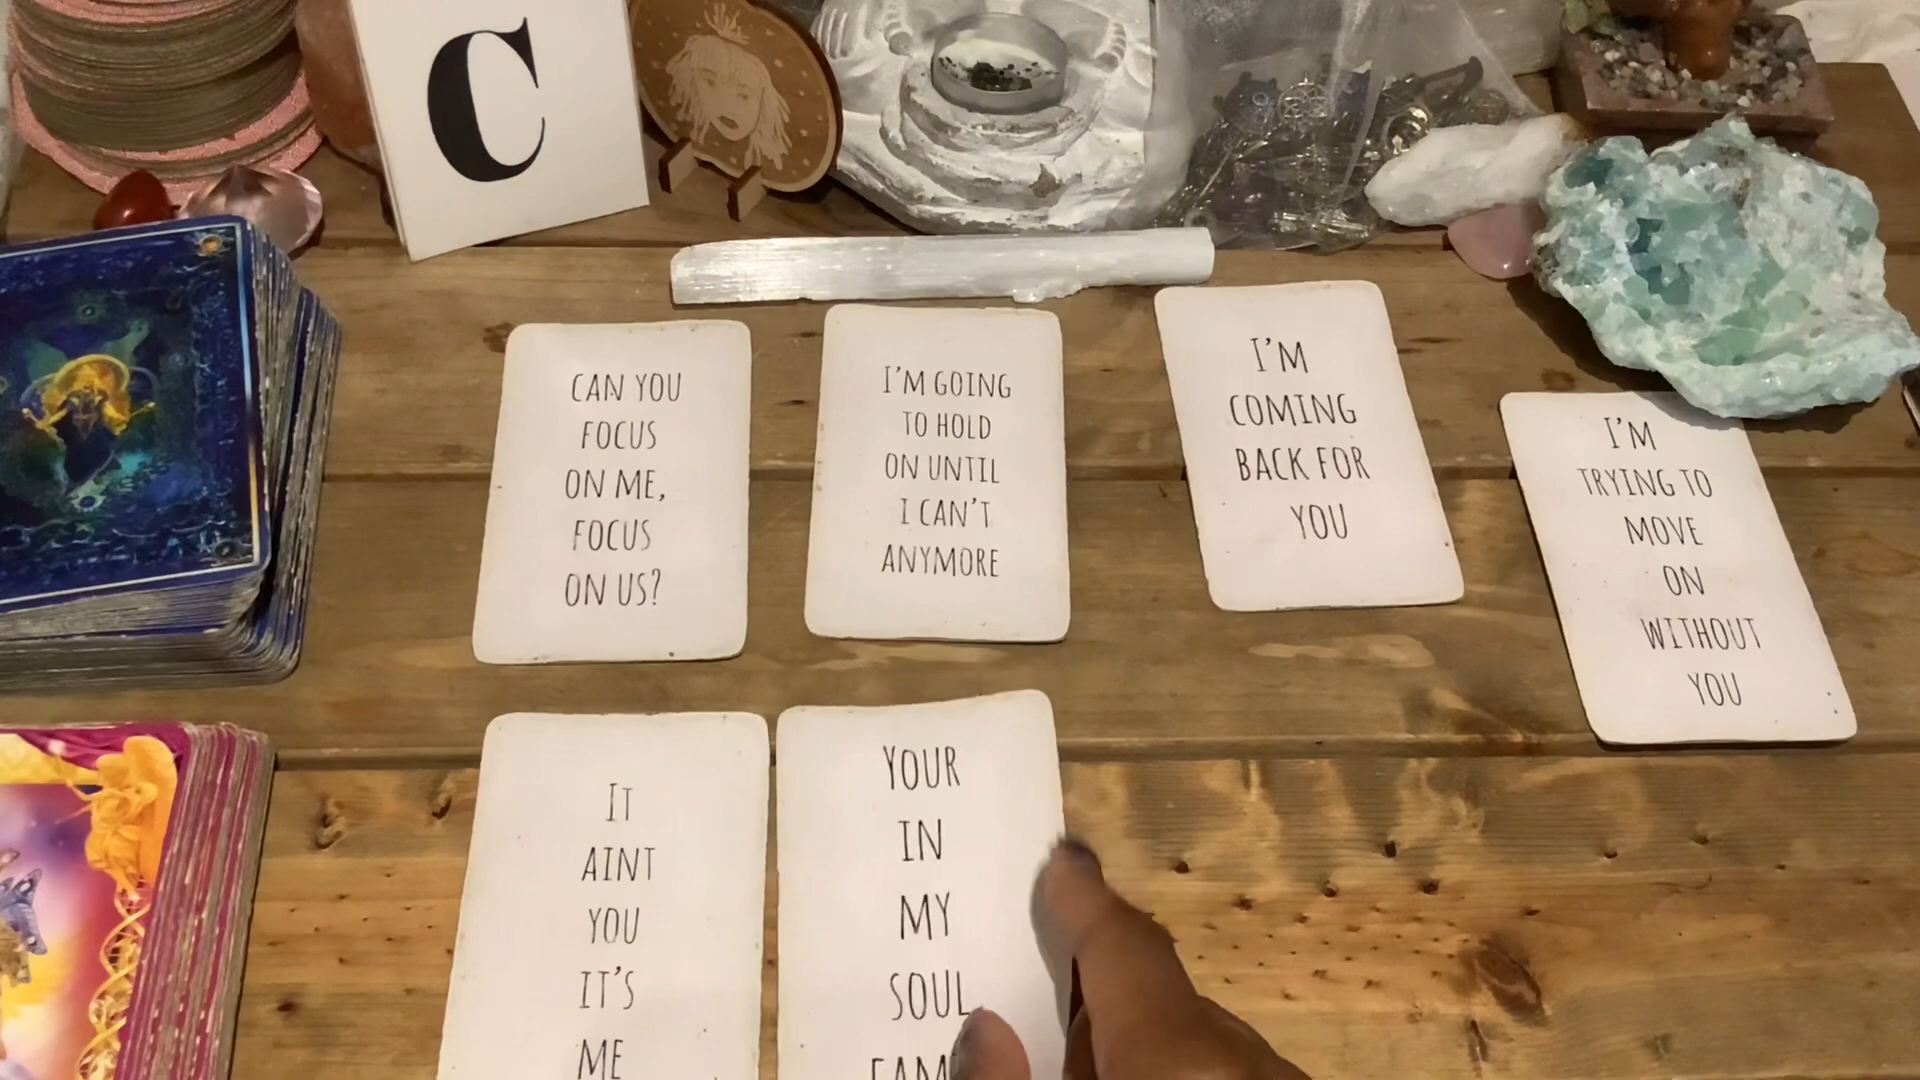 C
CAN YOU
FOCUS
ON ME,
FOCUS
ON US?
I'M GOING
TO HOLD
ON UNTIL
I CAN'T
ANYMORE
I'M
COMING
BACK FOR
YOU
I'M
TRYING TO
MOVE
ON
WITHOUT
YOU
IT
AINT
YOU
IT'S
ME
YOUR
IN
MY
SOUL